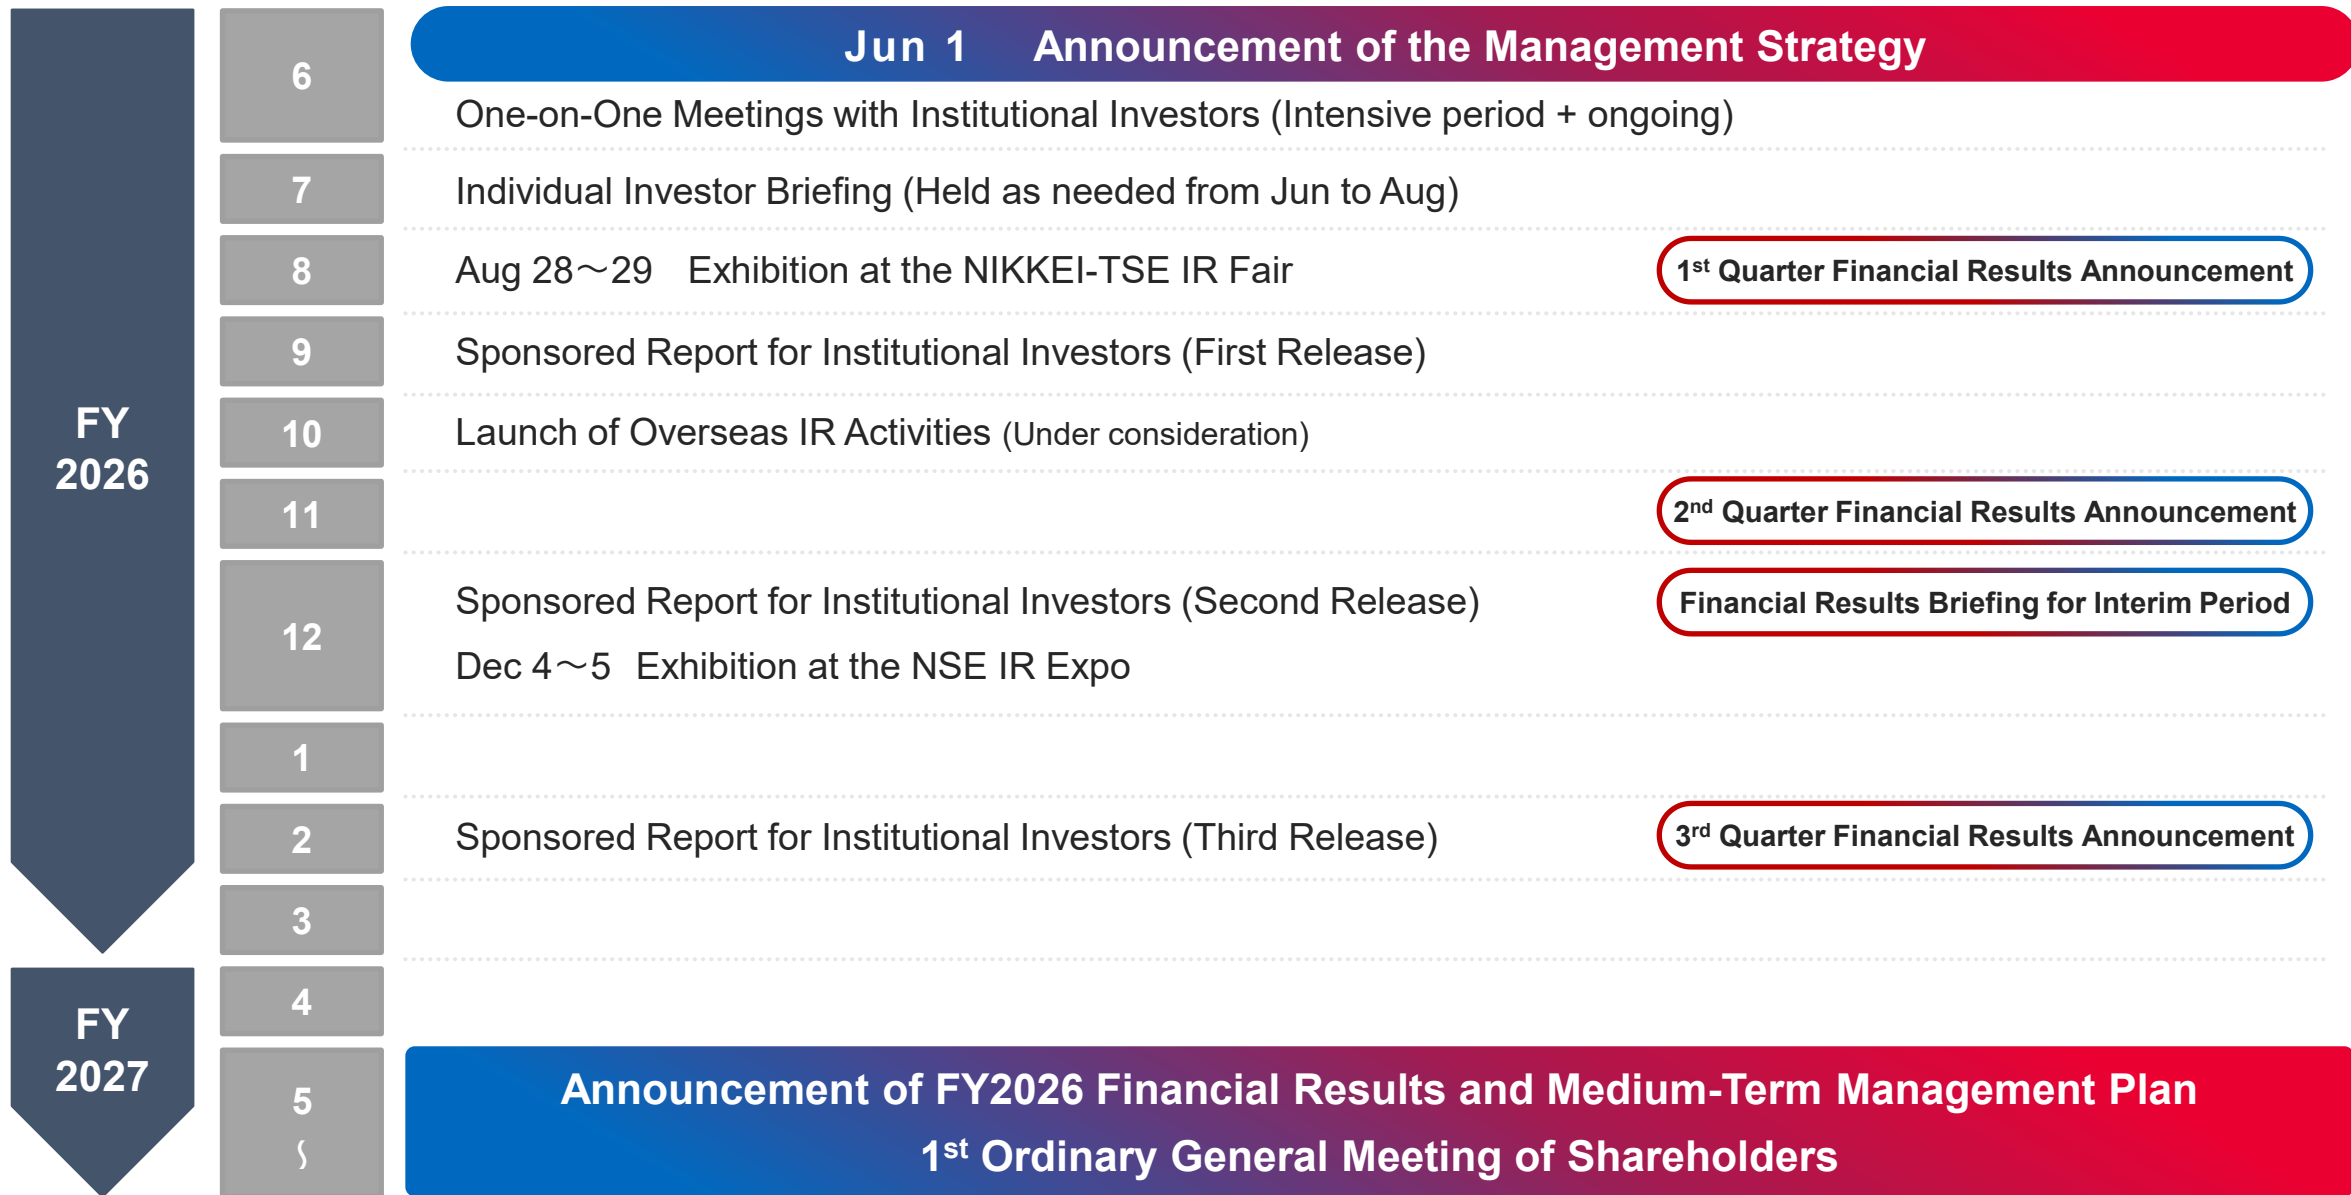 FY
2026
6
Jun 1 Announcement of the Management Strategy
One-on-One Meetings with Institutional Investors (Intensive period + ongoing)
7
Individual Investor Briefing (Held as needed from Jun to Aug)
8
Aug 28～29 Exhibition at the NIKKEI-TSE IR Fair
1st Quarter Financial Results Announcement
9
Sponsored Report for Institutional Investors (First Release)
10
Launch of Overseas IR Activities (Under consideration)
11
2nd Quarter Financial Results Announcement
12
Sponsored Report for Institutional Investors (Second Release)
Financial Results Briefing for Interim Period
Dec 4～5 Exhibition at the NSE IR Expo
1
2
Sponsored Report for Institutional Investors (Third Release)
3rd Quarter Financial Results Announcement
3
FY
2027
4
5
～
Announcement of FY2026 Financial Results and Medium-Term Management Plan
1st Ordinary General Meeting of Shareholders